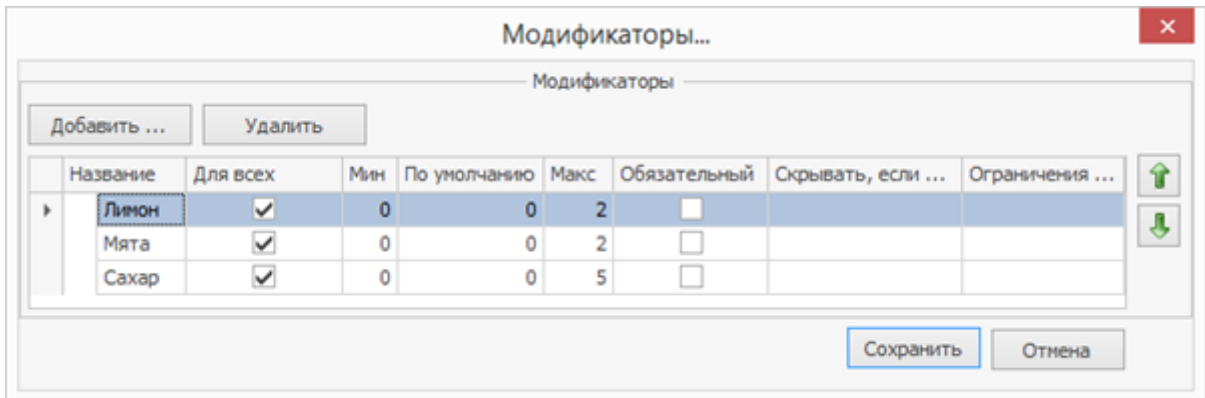 Модификаторы...
Модификаторы
Добавить ... Удалить
Название Для всех Мин По умолчанию Макс Обязательный Скрывать, если ... Ограничения ...
Лимон 0 0 2
Мята 0 0 2
Сахар 0 0 5
Сохранить Отмена